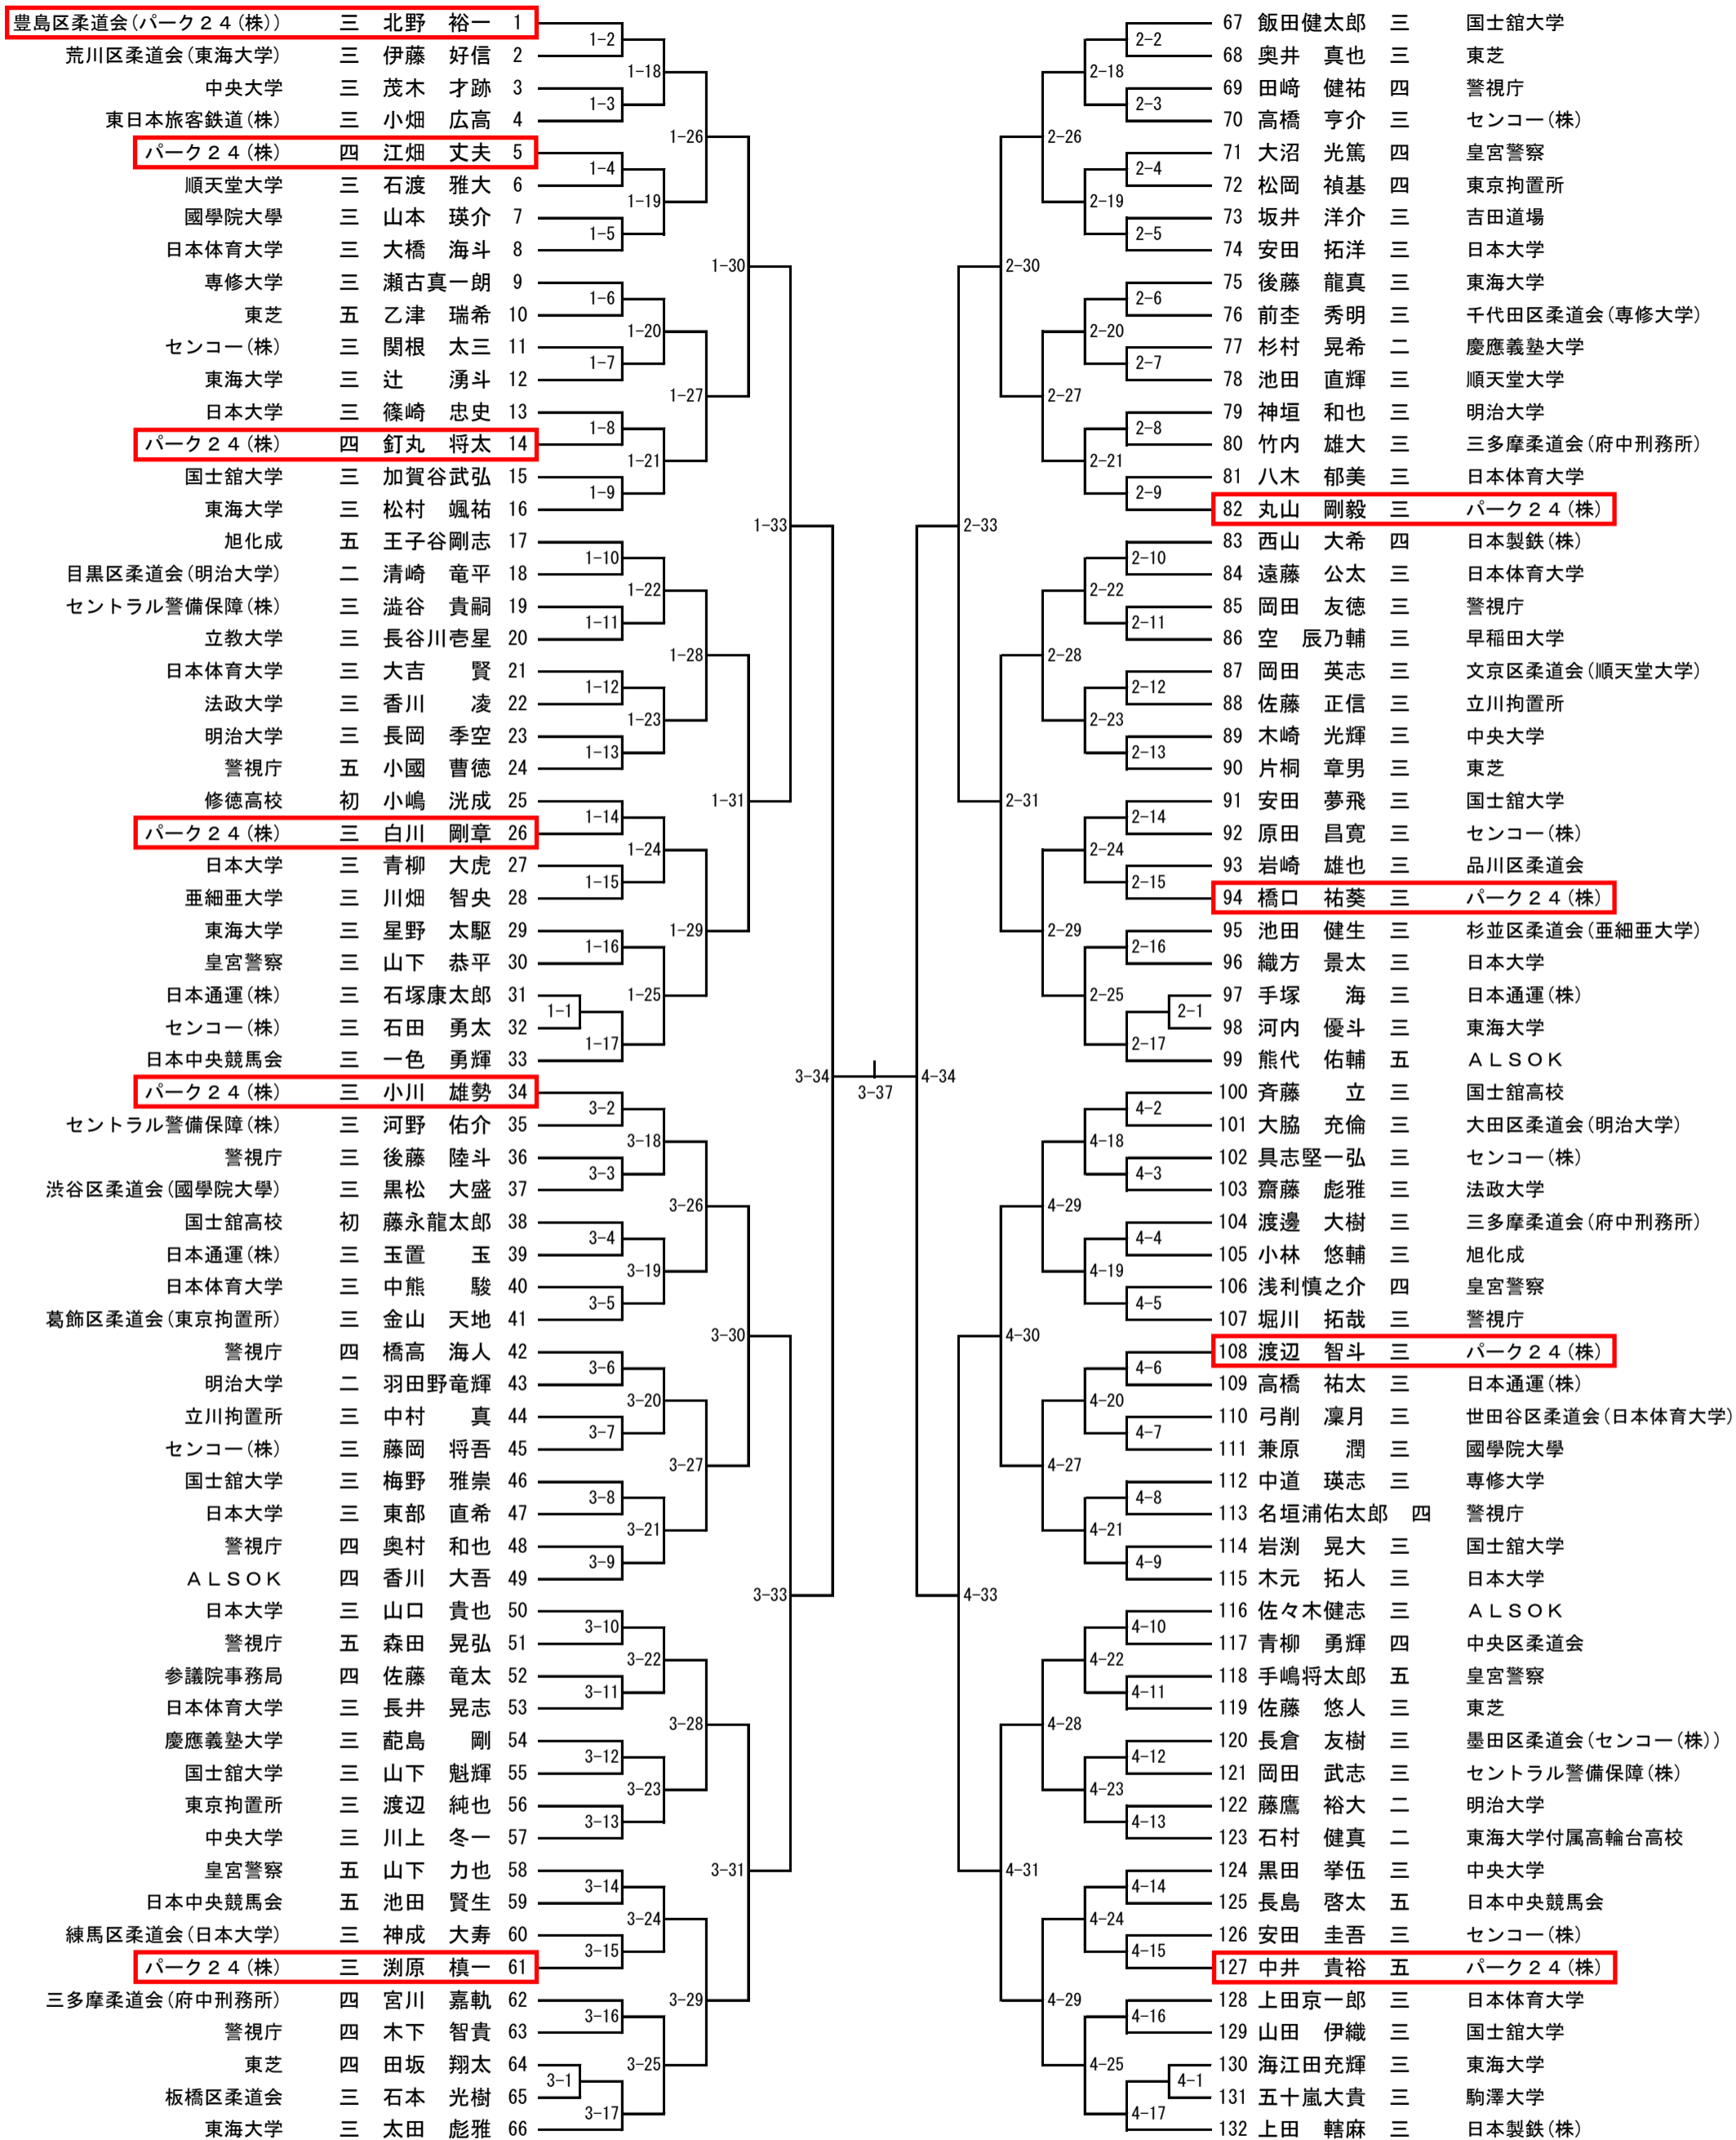 豊島区柔道会(パーク２４(株)) 三 北野 裕一 1
荒川区柔道会(東海大学) 三 伊藤 好信 2
中央大学 三 茂木 才跡 3
東日本旅客鉄道(株) 三 小畑 広高 4
パーク２４(株) 四 江畑 丈夫 5
順天堂大学 三 石渡 雅大 6
國學院大學 三 山本 瑛介 7
日本体育大学 三 大橋 海斗 8
専修大学 三 瀬古真一朗 9
東芝 五 乙津 瑞希 10
センコー(株) 三 関根 太三 11
東海大学 三 辻 湧斗 12
日本大学 三 篠崎 忠史 13
パーク２４(株) 四 釘丸 将太 14
国士舘大学 三 加賀谷武弘 15
東海大学 三 松村 颯祐 16
旭化成 五 王子谷剛志 17
目黒区柔道会(明治大学) 二 清崎 竜平 18
セントラル警備保障(株) 三 澁谷 貴嗣 19
立教大学 三 長谷川壱星 20
日本体育大学 三 大吉 賢 21
法政大学 三 香川 凌 22
明治大学 三 長岡 季空 23
警視庁 五 小國 曹徳 24
修徳高校 初 小嶋 洸成 25
パーク２４(株) 三 白川 剛章 26
日本大学 三 青柳 大虎 27
亜細亜大学 三 川畑 智央 28
東海大学 三 星野 太駆 29
皇宮警察 三 山下 恭平 30
日本通運(株) 三 石塚康太郎 31
センコー(株) 三 石田 勇太 32
日本中央競馬会 三 一色 勇輝 33
パーク２４(株) 三 小川 雄勢 34
セントラル警備保障(株) 三 河野 佑介 35
警視庁 三 後藤 陸斗 36
渋谷区柔道会(國學院大學) 三 黒松 大盛 37
国士舘高校 初 藤永龍太郎 38
日本通運(株) 三 玉置 玉 39
日本体育大学 三 中熊 駿 40
葛飾区柔道会(東京拘置所) 三 金山 天地 41
警視庁 四 橋高 海人 42
明治大学 二 羽田野竜輝 43
立川拘置所 三 中村 真 44
センコー(株) 三 藤岡 将吾 45
国士舘大学 三 梅野 雅崇 46
日本大学 三 東部 直希 47
警視庁 四 奥村 和也 48
ＡＬＳＯＫ 四 香川 大吾 49
日本大学 三 山口 貴也 50
警視庁 五 森田 晃弘 51
参議院事務局 四 佐藤 竜太 52
日本体育大学 三 長井 晃志 53
慶應義塾大学 三 蓜島 剛 54
国士舘大学 三 山下 魁輝 55
東京拘置所 三 渡辺 純也 56
中央大学 三 川上 冬一 57
皇宮警察 五 山下 力也 58
日本中央競馬会 五 池田 賢生 59
練馬区柔道会(日本大学) 三 神成 大寿 60
パーク２４(株) 三 渕原 槙一 61
三多摩柔道会(府中刑務所) 四 宮川 嘉軌 62
警視庁 四 木下 智貴 63
東芝 四 田坂 翔太 64
板橋区柔道会 三 石本 光樹 65
東海大学 三 太田 彪雅 66
1-2
1-3
1-4
1-5
1-6
1-7
1-8
1-9
1-10
1-11
1-12
1-13
1-14
1-15
1-16
1-1
1-17
1-18
1-19
1-20
1-21
1-22
1-23
1-24
1-25
1-26
1-27
1-28
1-29
1-30
1-31
1-33
3-2
3-3
3-4
3-5
3-6
3-7
3-8
3-9
3-10
3-11
3-12
3-13
3-14
3-15
3-16
3-1
3-17
3-18
3-19
3-20
3-21
3-22
3-23
3-24
3-25
3-26
3-27
3-28
3-29
3-30
3-31
3-33
3-34
3-37
4-34
2-33
2-30
2-31
2-26
2-27
2-28
2-29
2-18
2-19
2-20
2-21
2-22
2-23
2-24
2-25
2-2
2-3
2-4
2-5
2-6
2-7
2-8
2-9
2-10
2-11
2-12
2-13
2-14
2-15
2-16
2-1
2-17
4-33
4-30
4-31
4-29
4-27
4-28
4-29
4-18
4-19
4-20
4-21
4-22
4-23
4-24
4-25
4-2
4-3
4-4
4-5
4-6
4-7
4-8
4-9
4-10
4-11
4-12
4-13
4-14
4-15
4-16
4-1
4-17
67 飯田健太郎 三 国士舘大学
68 奥井 真也 三 東芝
69 田﨑 健祐 四 警視庁
70 高橋 亨介 三 センコー(株)
71 大沼 光篤 四 皇宮警察
72 松岡 禎基 四 東京拘置所
73 坂井 洋介 三 吉田道場
74 安田 拓洋 三 日本大学
75 後藤 龍真 三 東海大学
76 前杢 秀明 三 千代田区柔道会(専修大学)
77 杉村 晃希 二 慶應義塾大学
78 池田 直輝 三 順天堂大学
79 神垣 和也 三 明治大学
80 竹内 雄大 三 三多摩柔道会(府中刑務所)
81 八木 郁美 三 日本体育大学
82 丸山 剛毅 三 パーク２４(株)
83 西山 大希 四 日本製鉄(株)
84 遠藤 公太 三 日本体育大学
85 岡田 友徳 三 警視庁
86 空 辰乃輔 三 早稲田大学
87 岡田 英志 三 文京区柔道会(順天堂大学)
88 佐藤 正信 三 立川拘置所
89 木崎 光輝 三 中央大学
90 片桐 章男 三 東芝
91 安田 夢飛 三 国士舘大学
92 原田 昌寛 三 センコー(株)
93 岩崎 雄也 三 品川区柔道会
94 橋口 祐葵 三 パーク２４(株)
95 池田 健生 三 杉並区柔道会(亜細亜大学)
96 織方 景太 三 日本大学
97 手塚 海 三 日本通運(株)
98 河内 優斗 三 東海大学
99 熊代 佑輔 五 ＡＬＳＯＫ
100 斉藤 立 三 国士舘高校
101 大脇 充倫 三 大田区柔道会(明治大学)
102 具志堅一弘 三 センコー(株)
103 齋藤 彪雅 三 法政大学
104 渡邊 大樹 三 三多摩柔道会(府中刑務所)
105 小林 悠輔 三 旭化成
106 浅利慎之介 四 皇宮警察
107 堀川 拓哉 三 警視庁
108 渡辺 智斗 三 パーク２４(株)
109 高橋 祐太 三 日本通運(株)
110 弓削 凜月 三 世田谷区柔道会(日本体育大学)
111 兼原 潤 三 國學院大學
112 中道 瑛志 三 専修大学
113 名垣浦佑太郎 四 警視庁
114 岩渕 晃大 三 国士舘大学
115 木元 拓人 三 日本大学
116 佐々木健志 三 ＡＬＳＯＫ
117 青柳 勇輝 四 中央区柔道会
118 手嶋将太郎 五 皇宮警察
119 佐藤 悠人 三 東芝
120 長倉 友樹 三 墨田区柔道会(センコー(株))
121 岡田 武志 三 セントラル警備保障(株)
122 藤鷹 裕大 二 明治大学
123 石村 健真 二 東海大学付属高輪台高校
124 黒田 挙伍 三 中央大学
125 長島 啓太 五 日本中央競馬会
126 安田 圭吾 三 センコー(株)
127 中井 貴裕 五 パーク２４(株)
128 上田京一郎 三 日本体育大学
129 山田 伊織 三 国士舘大学
130 海江田充輝 三 東海大学
131 五十嵐大貴 三 駒澤大学
132 上田 轄麻 三 日本製鉄(株)